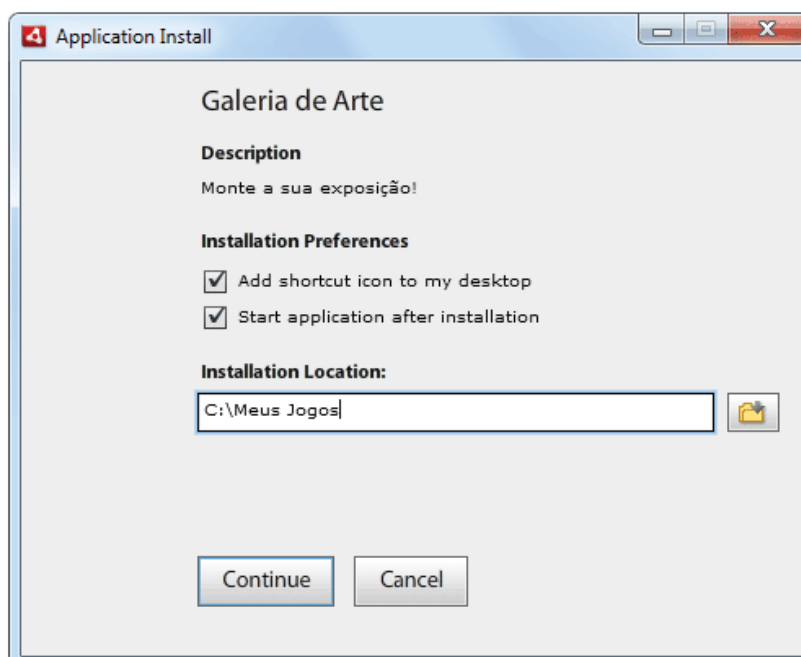 Application Install
Galeria de Arte
Description
Monte a sua exposição!
Installation Preferences
Add shortcut icon to my desktop
Start application after installation
Installation Location:
C:\Meus Jogos
Continue Cancel